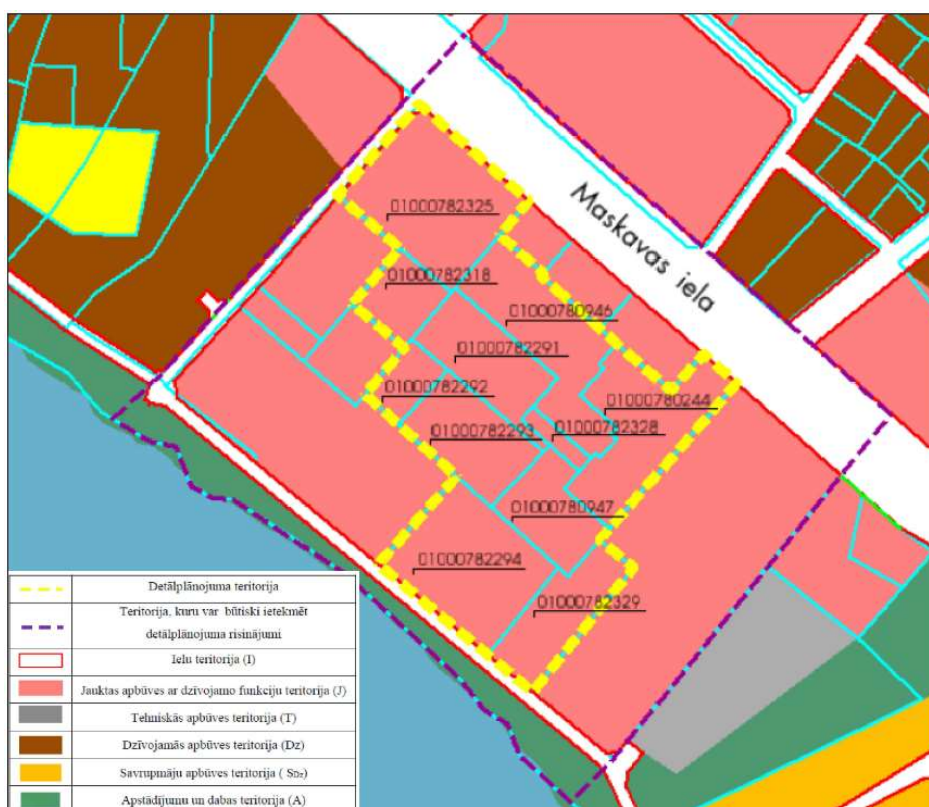 Maskavas iela
01000782325
01000782318
01000780946
01000782291
01000782292
01000780244
01000782293
01000782328
01000780947
01000782294
01000782329
Detālplānojuma teritorija
Teritorija, kuru var būtiski ietekmēt
detālplānojuma risinājumi
Ielu teritorija (I)
Jauktas apbūves ar dzīvojamo funkciju teritorija (J)
Tehniskās apbūves teritorija (T)
Dzīvojamās apbūves teritorija (Dz)
Savrupmāju apbūves teritorija ( SDz)
Apstādījumu un dabas teritorija (A)